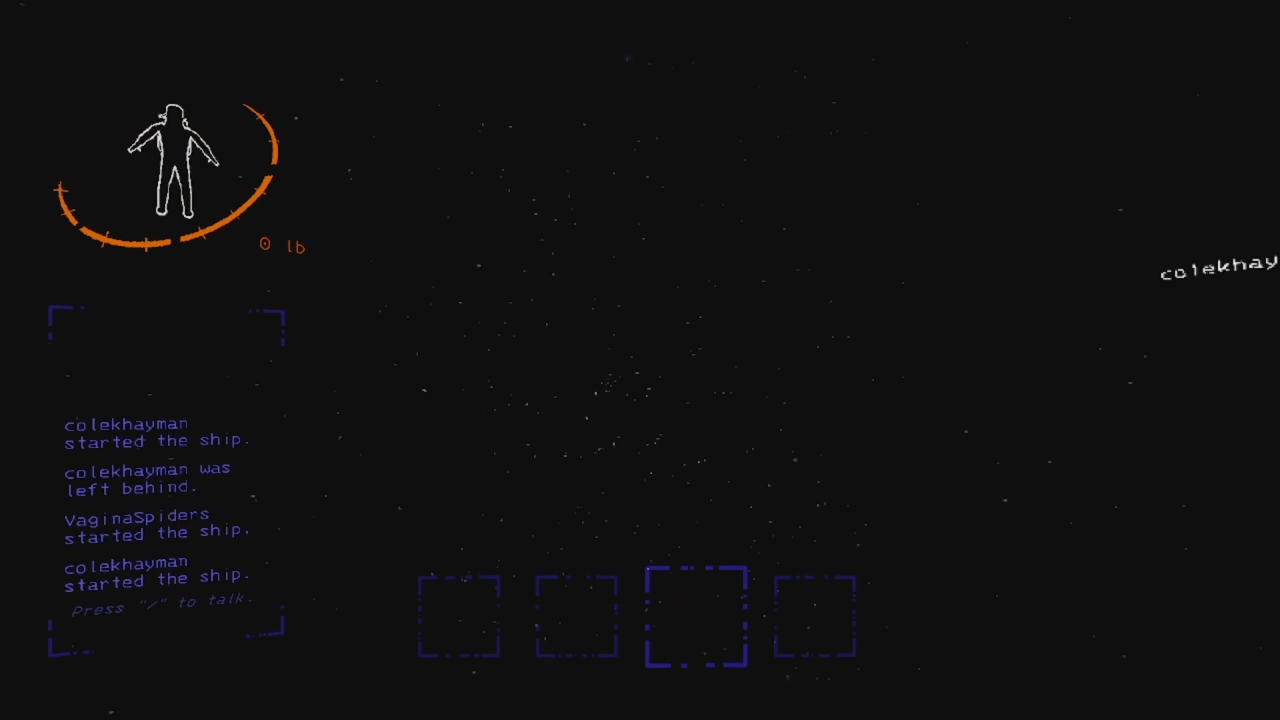 0 lb
colekhay
colekhayman
started the ship.
colekhayman was
left behind.
VaginaSpiders
started the ship.
colekhayman
started the ship.
Press "/" to talk.